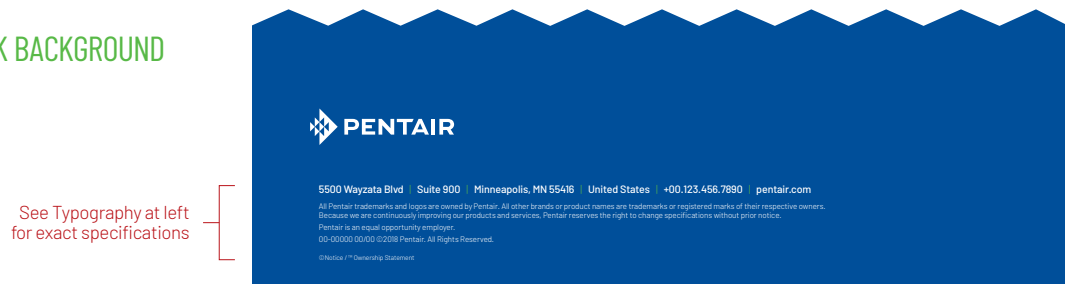 K BACKGROUND
PENTAIR
5500 Wayzata Blvd | Suite 900 | Minneapolis, MN 55416 | United States | +00.123.456.7890 | pentair.com
All Pentair trademarks and logos are owned by Pentair. All other brands or product names are trademarks or registered marks of their respective owners.
Because we are continuously improving our products and services, Pentair reserves the right to change specifications without prior notice.
Pentair is an equal opportunity employer.
00-00000 00/00 ©2018 Pentair. All Rights Reserved.
©Notice / ™ Ownership Statement
See Typography at left
for exact specifications